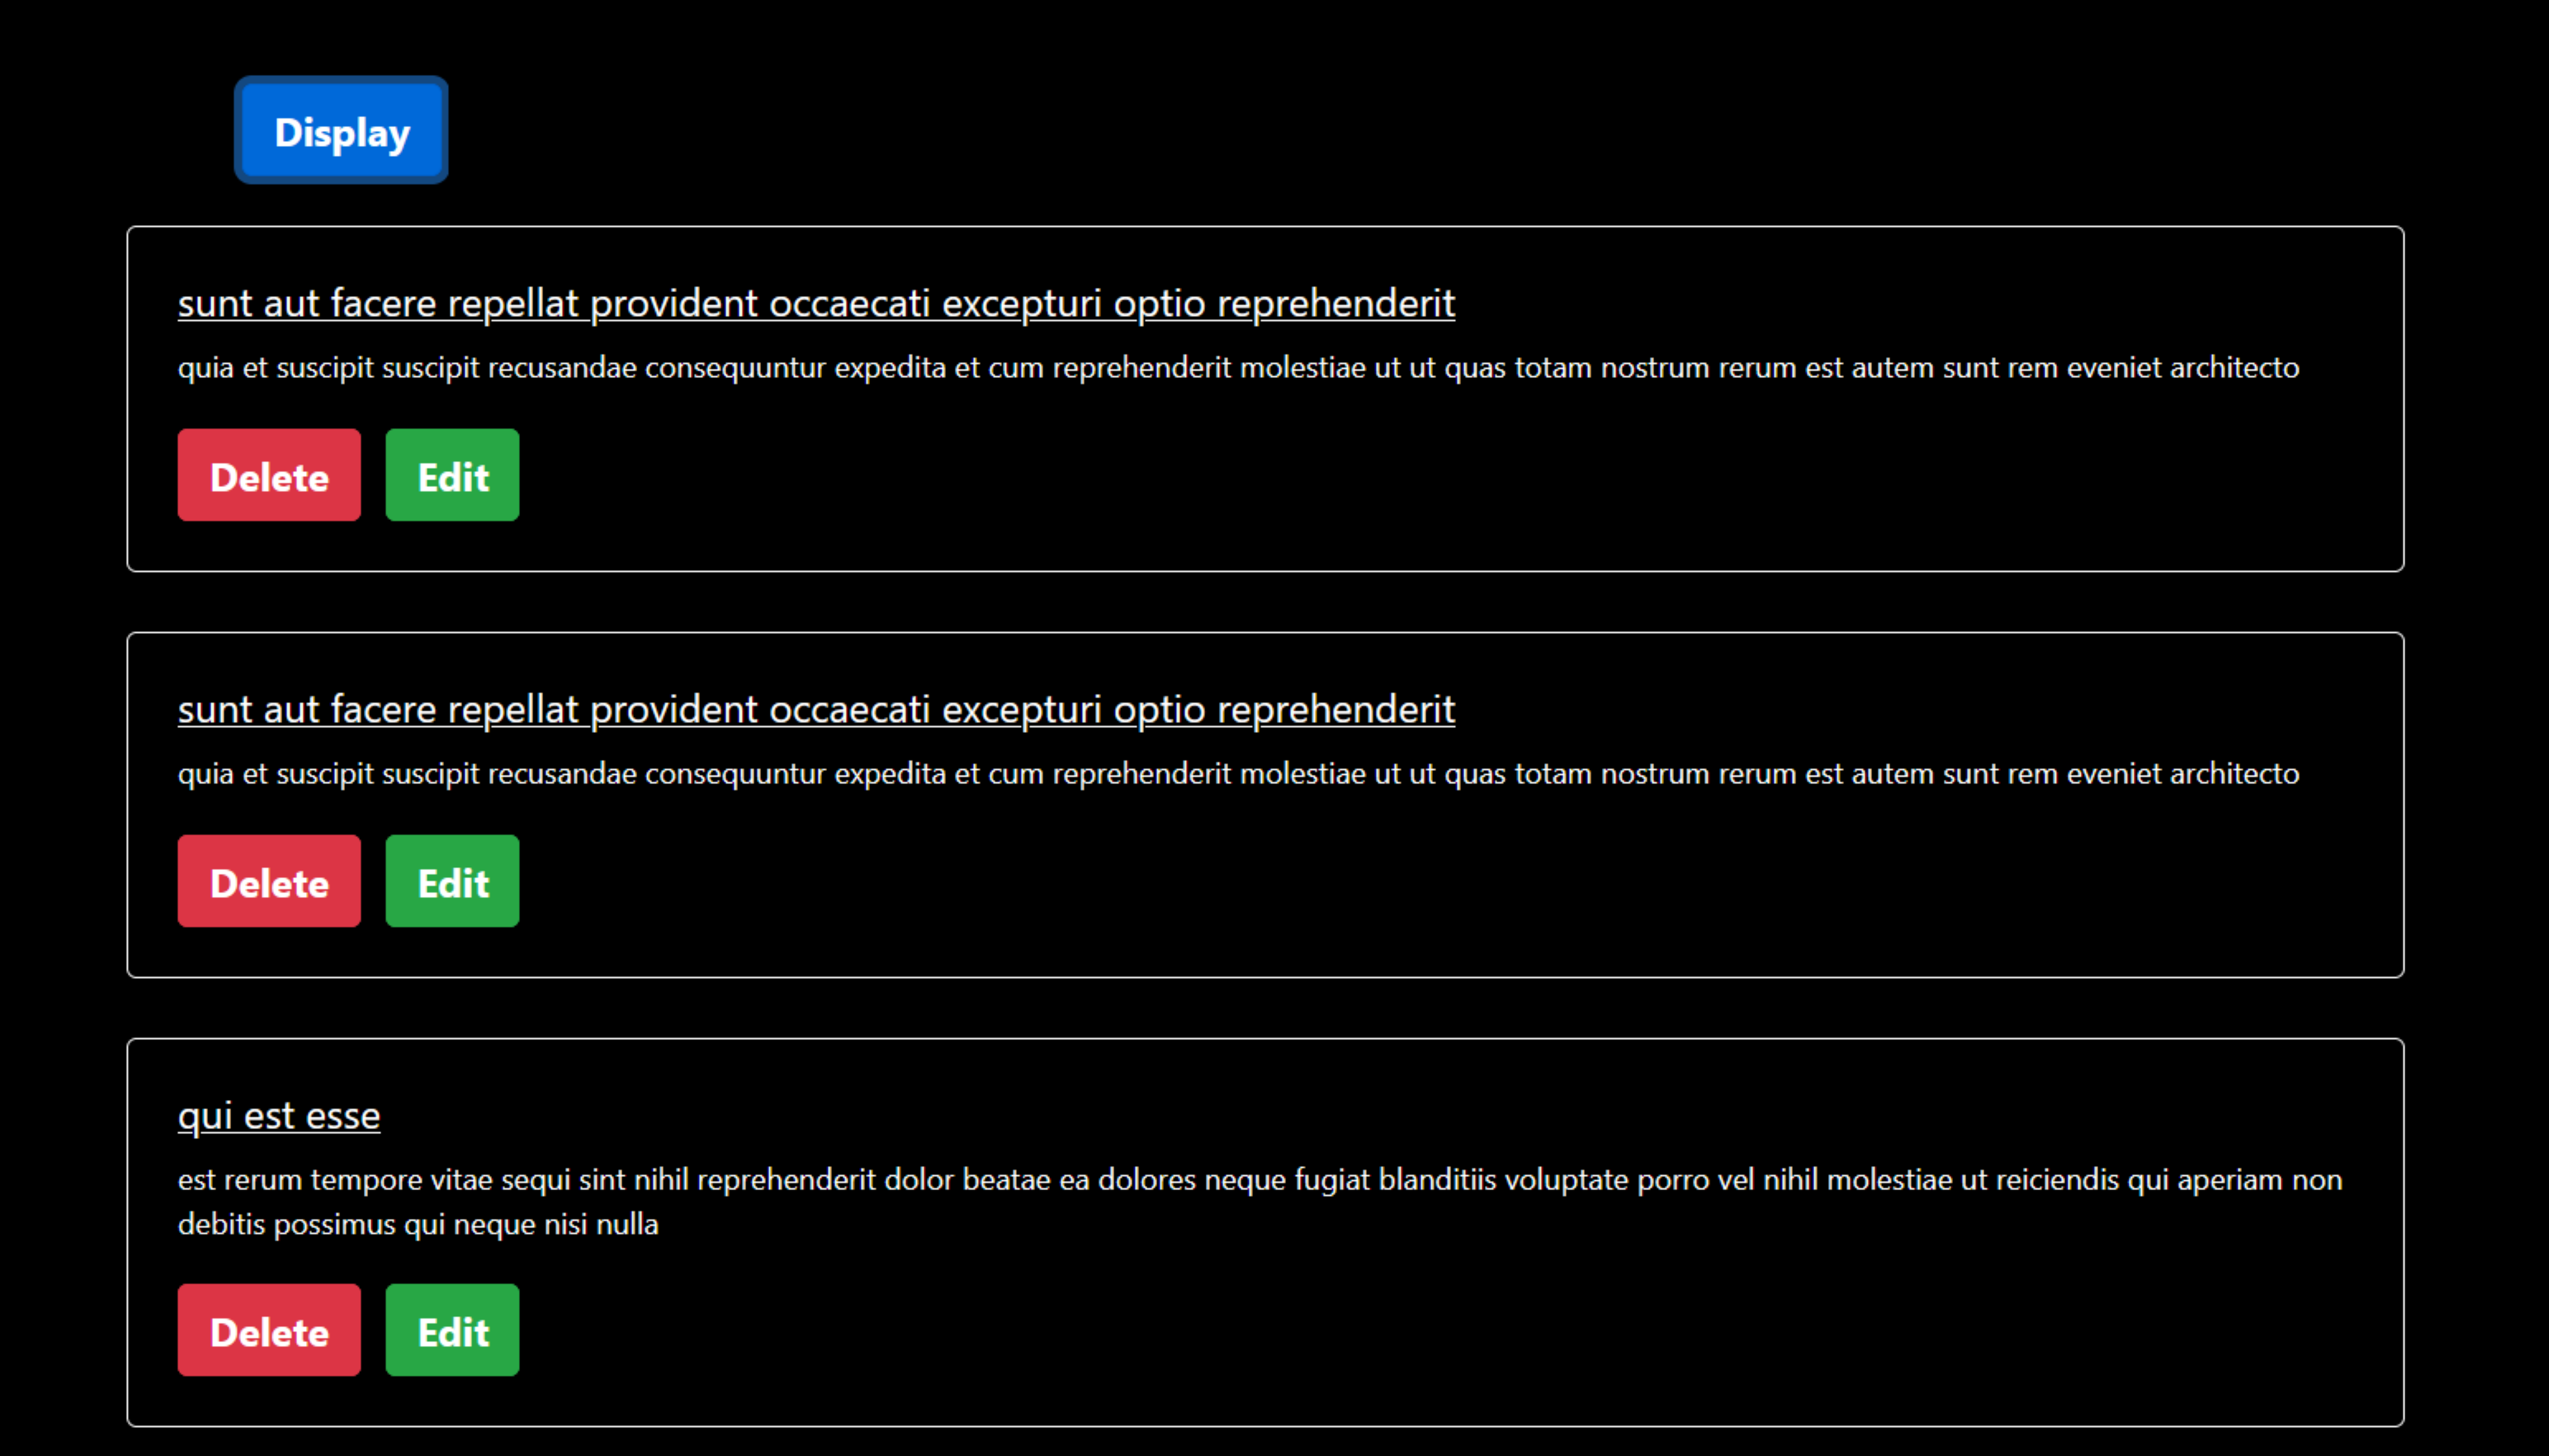 Display
sunt aut facere repellat provident occaecati excepturi optio reprehenderit
quia et suscipit suscipit recusandae consequuntur expedita et cum reprehenderit molestiae ut ut quas totam nostrum rerum est autem sunt rem eveniet architecto
Delete Edit
sunt aut facere repellat provident occaecati excepturi optio reprehenderit
quia et suscipit suscipit recusandae consequuntur expedita et cum reprehenderit molestiae ut ut quas totam nostrum rerum est autem sunt rem eveniet architecto
Delete Edit
qui est esse
est rerum tempore vitae sequi sint nihil reprehenderit dolor beatae ea dolores neque fugiat blanditiis voluptate porro vel nihil molestiae ut reiciendis qui aperiam non
debitis possimus qui neque nisi nulla
Delete Edit